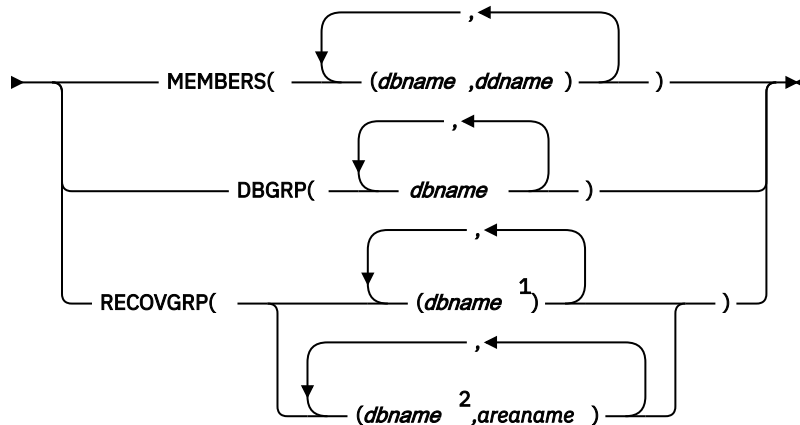 ,
MEMBERS( (dbname ,ddname ) )
,
DBGRP( dbname )
,
RECOVGRP( (dbname 1) )
,
(dbname 2,areaname )